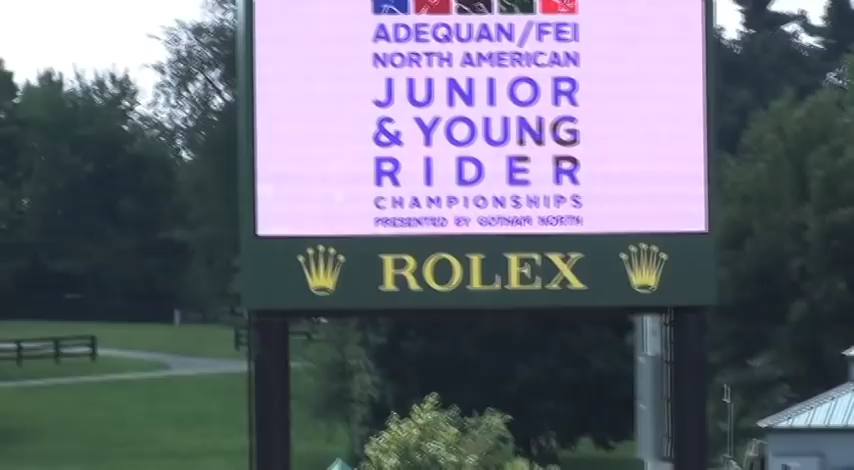 ADEQUAN/FEI
NORTH AMERICAN
JUNIOR
& YOUNG
RIDER
CHAMPIONSHIPS
PRESENTED BY GOTHAM NORTH
ROLEX